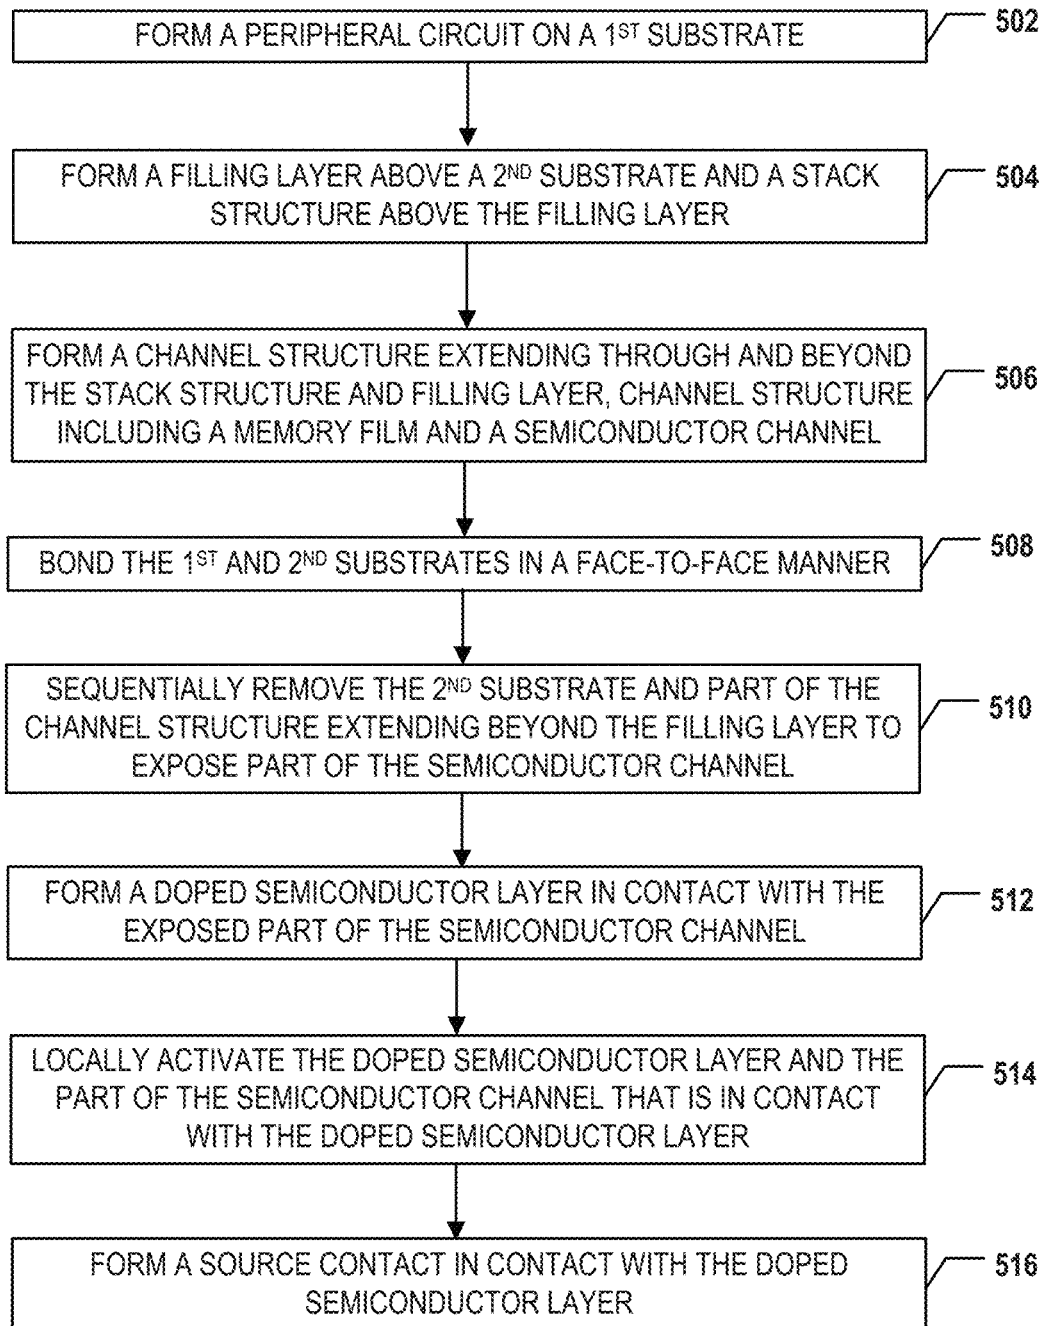 FORM A PERIPHERAL CIRCUIT ON A 1ST SUBSTRATE
502
FORM A FILLING LAYER ABOVE A 2ND SUBSTRATE AND A STACK
STRUCTURE ABOVE THE FILLING LAYER
504
FORM A CHANNEL STRUCTURE EXTENDING THROUGH AND BEYOND
THE STACK STRUCTURE AND FILLING LAYER, CHANNEL STRUCTURE
INCLUDING A MEMORY FILM AND A SEMICONDUCTOR CHANNEL
506
BOND THE 1ST AND 2ND SUBSTRATES IN A FACE-TO-FACE MANNER
508
SEQUENTIALLY REMOVE THE 2ND SUBSTRATE AND PART OF THE
CHANNEL STRUCTURE EXTENDING BEYOND THE FILLING LAYER TO
EXPOSE PART OF THE SEMICONDUCTOR CHANNEL
510
FORM A DOPED SEMICONDUCTOR LAYER IN CONTACT WITH THE
EXPOSED PART OF THE SEMICONDUCTOR CHANNEL
512
LOCALLY ACTIVATE THE DOPED SEMICONDUCTOR LAYER AND THE
PART OF THE SEMICONDUCTOR CHANNEL THAT IS IN CONTACT
WITH THE DOPED SEMICONDUCTOR LAYER
514
FORM A SOURCE CONTACT IN CONTACT WITH THE DOPED
SEMICONDUCTOR LAYER
516